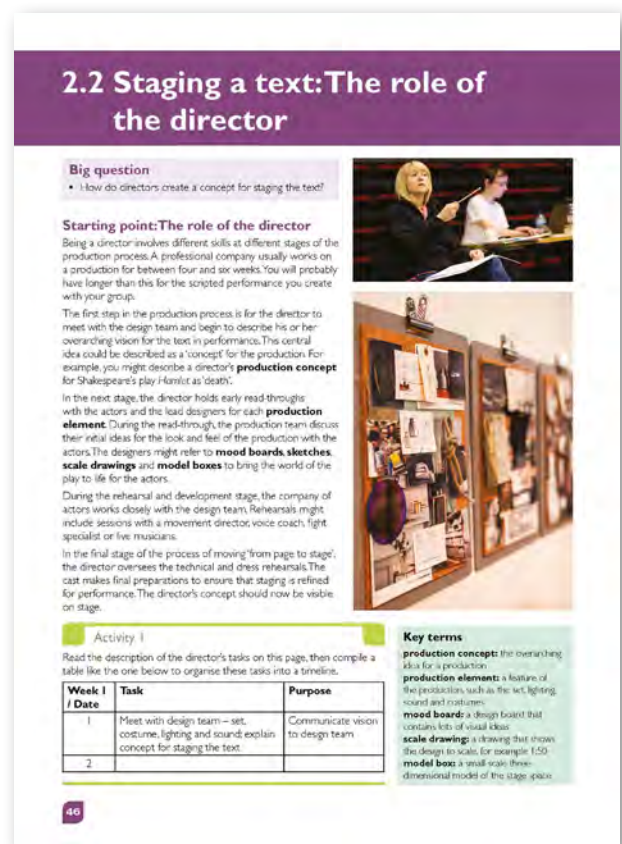 2.2 Staging a text: The role of
the director
Big question
• How do directors create a concept for staging the text?
Starting point: The role of the director
Being a director involves different skills at different stages of the
production process. A professional company usually works on
a production for between four and six weeks. You will probably
have longer than this for the scripted performance you create
with your group.
The first step in the production process is for the director to
meet with the design team and begin to describe his or her
overarching vision for the text in performance. This central
idea could be described as a 'concept' for the production. For
example, you might describe a director's production concept
for Shakespeare's play Hamlet as 'death'.
In the next stage, the director holds early read-throughs
with the actors and the lead designers for each production
element. During the read-through, the production team discuss
their initial ideas for the look and feel of the production with the
actors. The designers might refer to mood boards, sketches,
scale drawings and model boxes to bring the world of the
play to life for the actors.
During the rehearsal and development stage, the company of
actors works closely with the design team. Rehearsals might
include sessions with a movement director, voice coach, fight
specialist or live musicians.
In the final stage of the process of moving 'from page to stage',
the director oversees the technical and dress rehearsals. The
cast makes final preparations to ensure that staging is refined
for performance. The director's concept should now be visible
on stage.
Activity 1
Read the description of the director's tasks on this page, then compile a
table like the one below to organise these tasks into a timeline.
Week 1 Task Purpose
/ Date
1 Meet with design team – set, Communicate vision
costume, lighting and sound; explain to design team
concept for staging the text
2
Key terms
production concept: the overarching
idea for a production
production element: a feature of
the production, such as the set, lighting,
sound and costumes
mood board: a design board that
contains lots of visual ideas
scale drawing: a drawing that shows
the design to scale, for example 1:50
model box: a small scale three-
dimensional model of the stage space
46